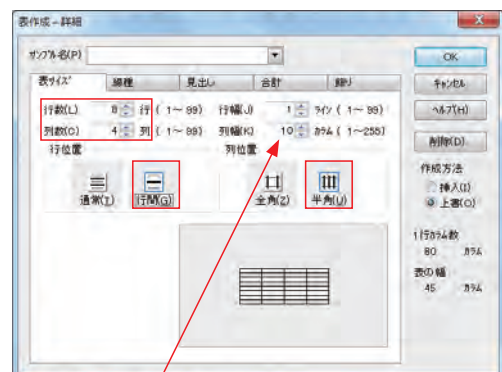 表作成 - 詳細
サンプル名(P)
OK
表サイズ 線種 見出し 合計 飾り
キャンセル
行数(L) 8 行 ( 1～ 99) 行幅(J) 1 ライン ( 1～ 99)
ヘルプ(H)
列数(C) 4 列 ( 1～ 99) 列幅(K) 10 カラム ( 1～255)
行位置 列位置
削除(D)
作成方法
挿入(I)
通常(T) 行間(G) 全角(Z) 半角(U)
上書(O)
1行カラム数
80 カラム
表の幅
45 カラム